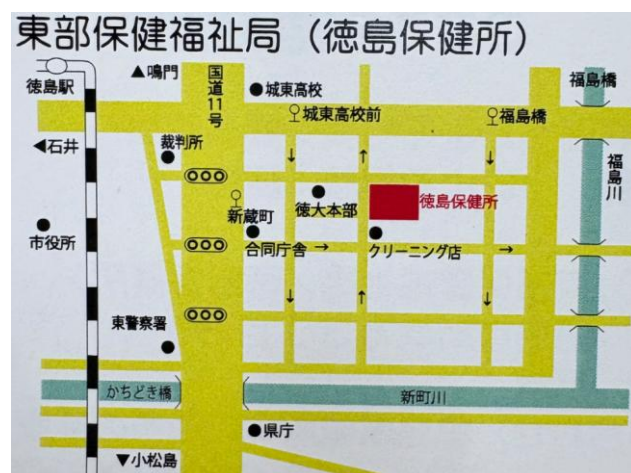 東部保健福祉局（徳島保健所）
徳島駅
▲鳴門
国道11号
城東高校
福島橋
城東高校前
福島橋
◀石井
裁判所
福島川
新蔵町
徳大本部
徳島保健所
市役所
合同庁舎
クリーニング店
東警察署
かちどき橋
新町川
県庁
▼小松島